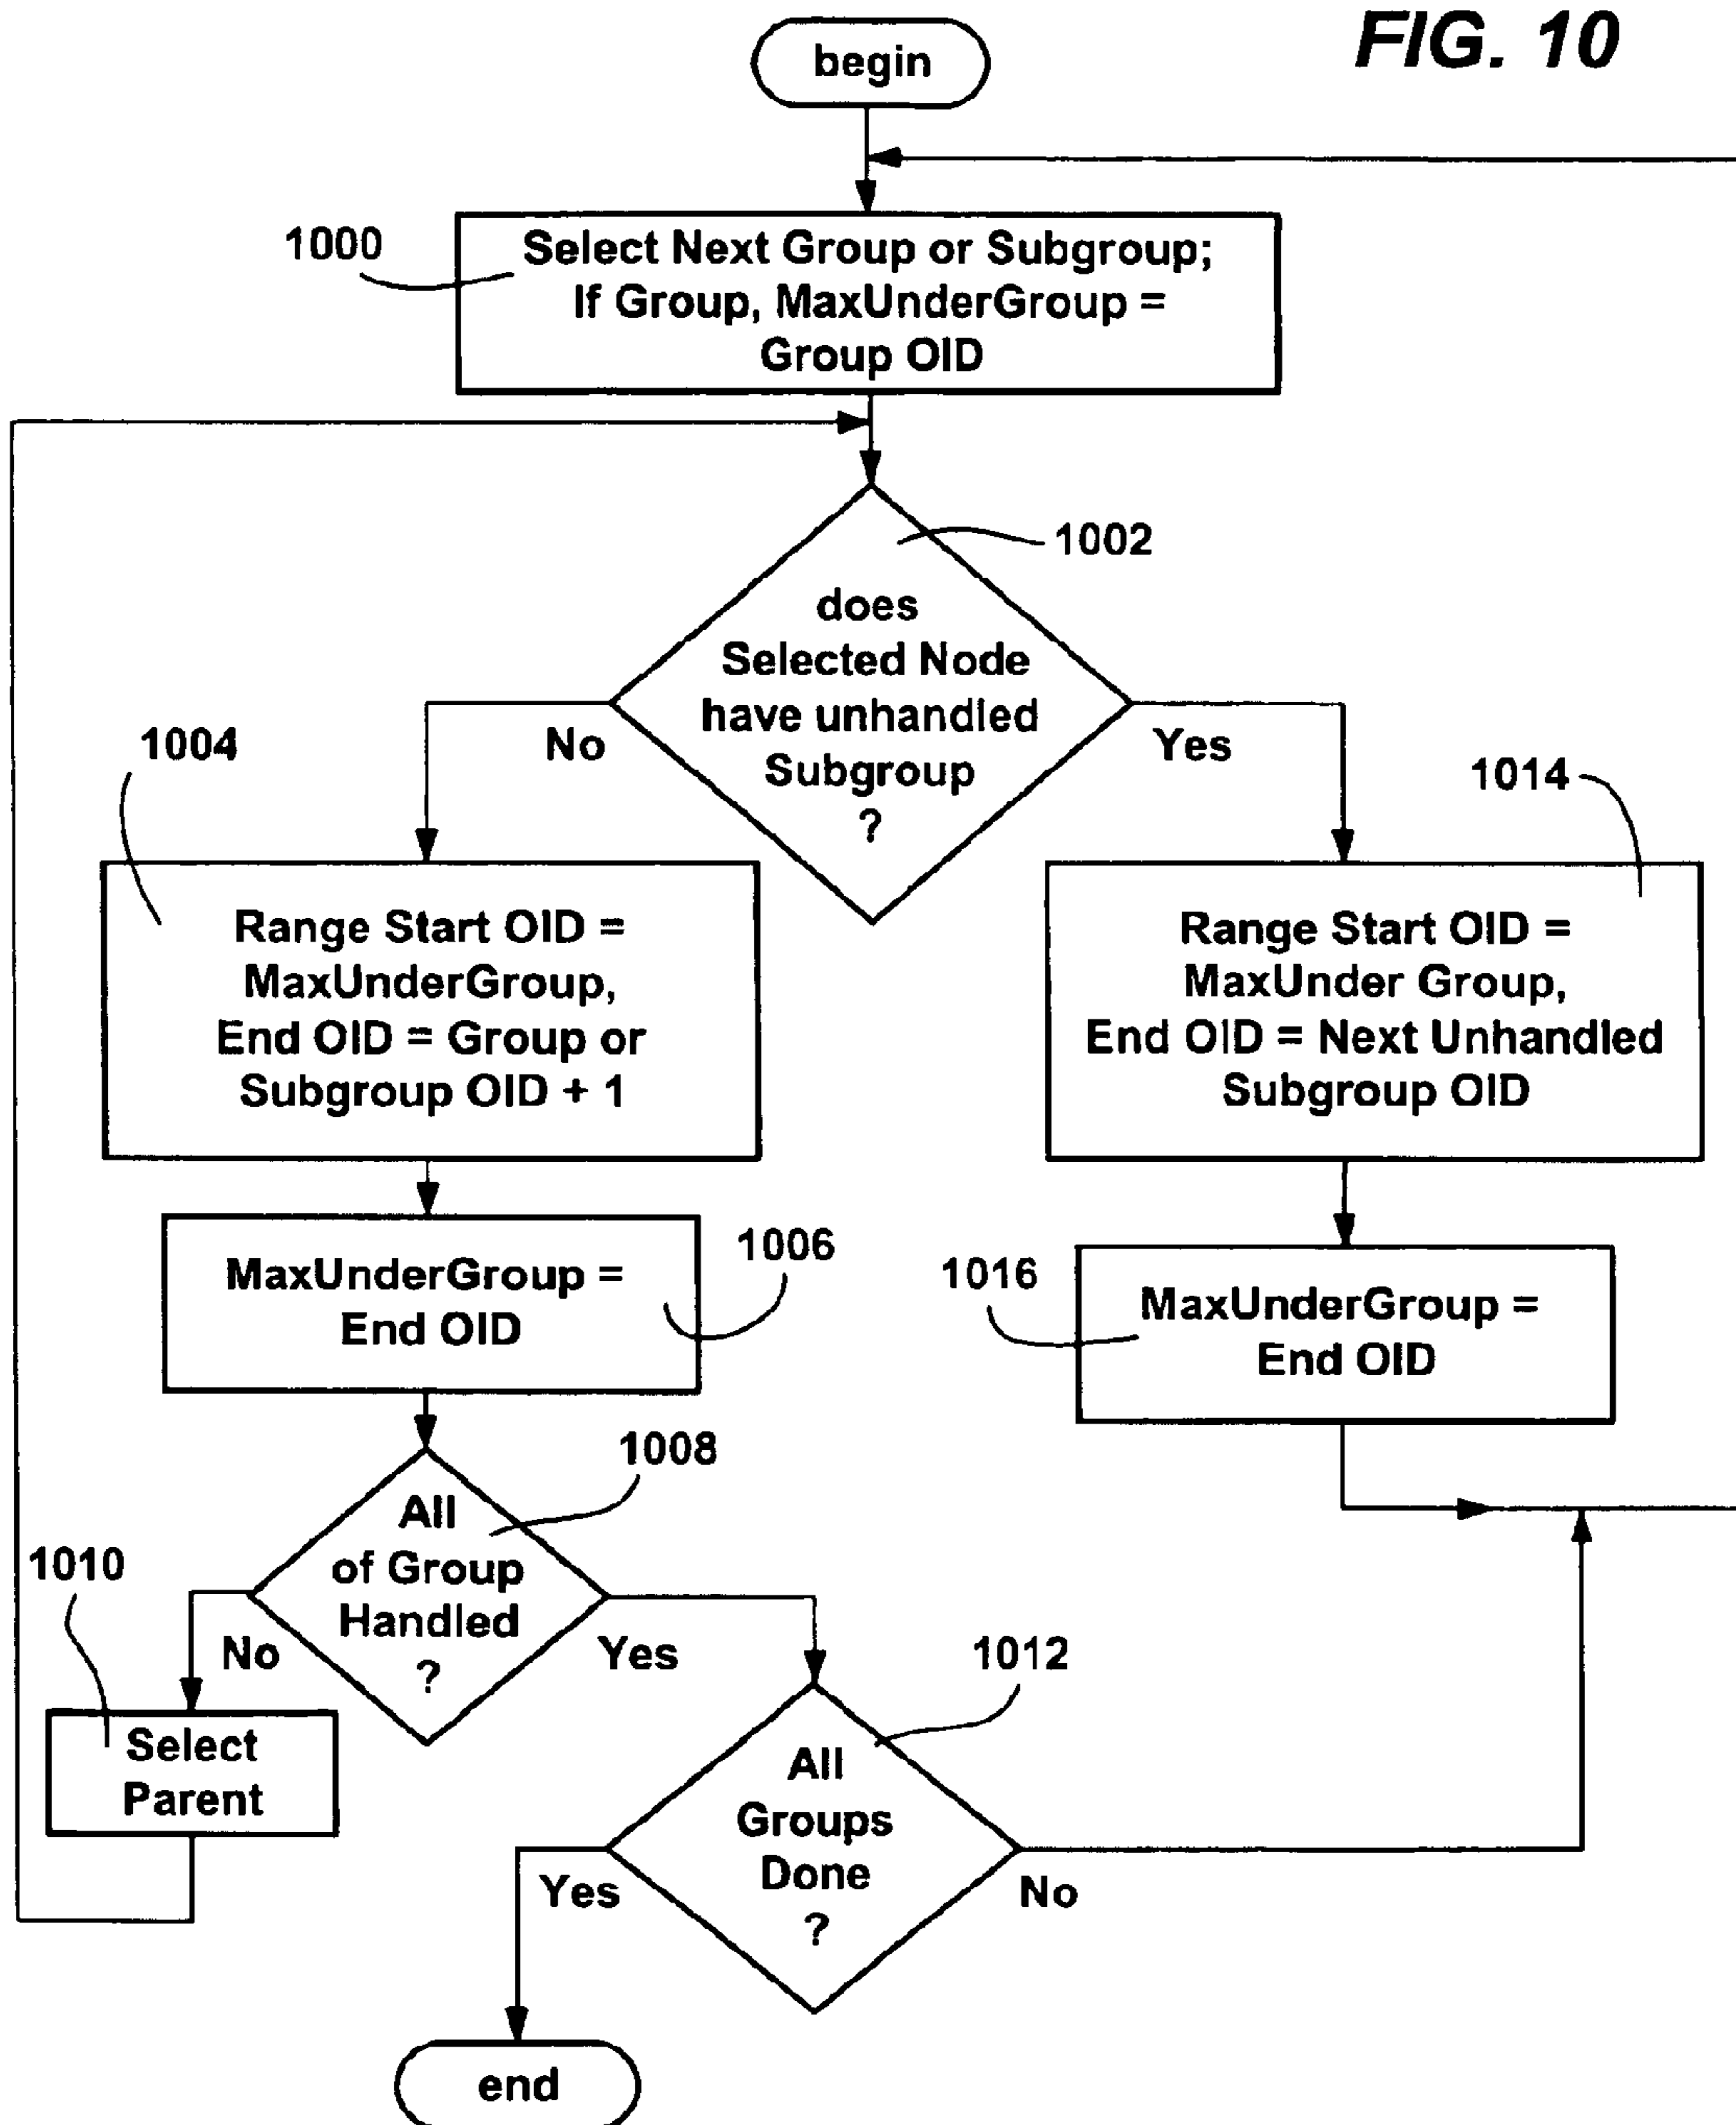 FIG. 10
begin
1000
Select Next Group or Subgroup;
If Group, MaxUnderGroup =
Group OID
1002
does
Selected Node
have unhandled
Subgroup
?
No
Yes
1004
Range Start OID =
MaxUnderGroup,
End OID = Group or
Subgroup OID + 1
1014
Range Start OID =
MaxUnder Group,
End OID = Next Unhandled
Subgroup OID
1006
MaxUnderGroup =
End OID
1016
MaxUnderGroup =
End OID
1008
All
of Group
Handled
?
No
Yes
1010
Select
Parent
1012
All
Groups
Done
?
Yes
No
end